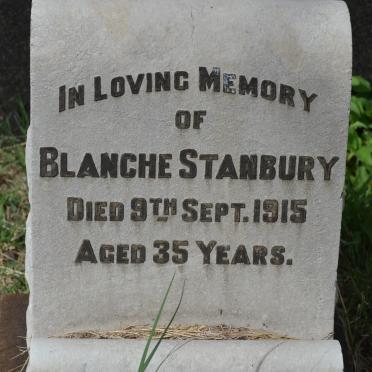 In Loving Memory
of
Blanche Stanbury
Died 9th Sept. 1915
Aged 35 Years.